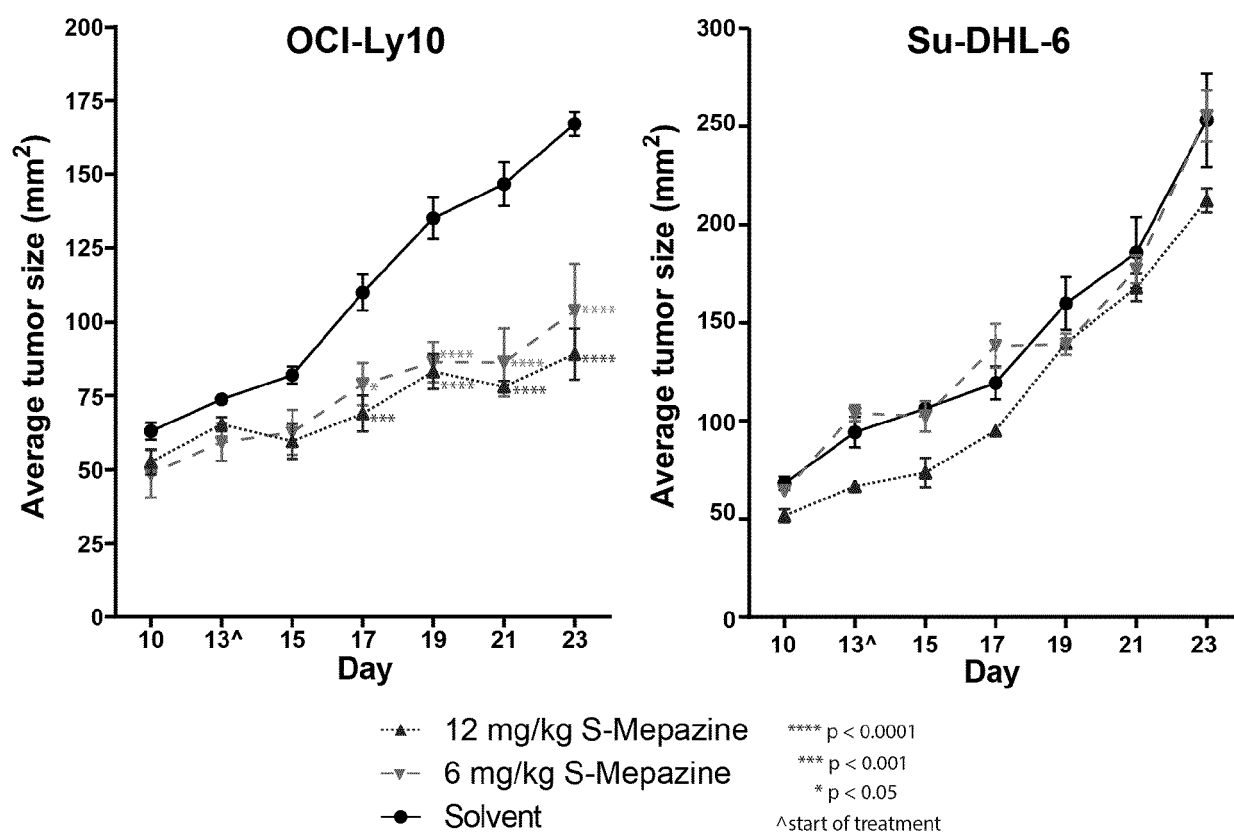 OCI-Ly10
Average tumor size (mm²)
200
175
150
125
100
75
50
25
0
10 13^ 15 17 19 21 23
Day
*
***
****
****
****
****
****
****
Su-DHL-6
Average tumor size (mm²)
300
250
200
150
100
50
0
10 13^ 15 17 19 21 23
Day
12 mg/kg S-Mepazine
6 mg/kg S-Mepazine
Solvent
**** p < 0.0001
*** p < 0.001
* p < 0.05
^start of treatment